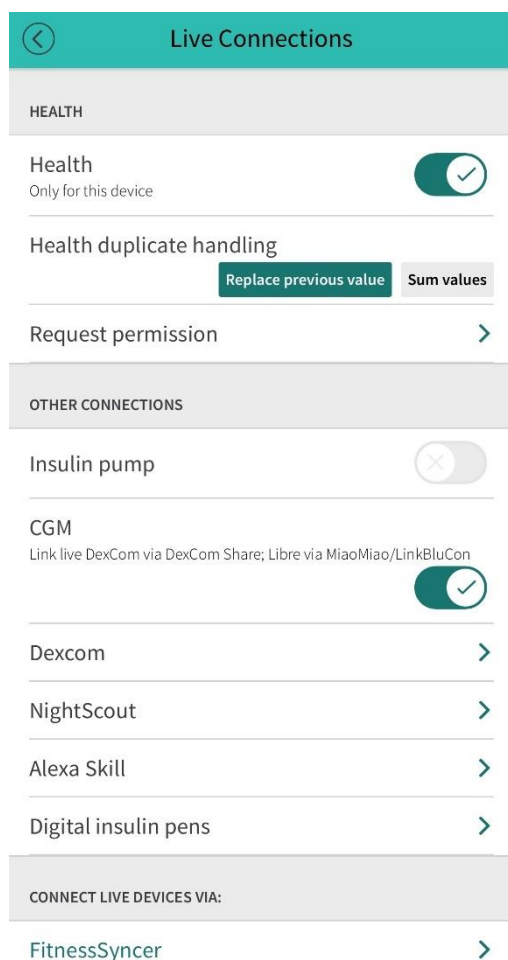 Live Connections
HEALTH
Health
Only for this device
Health duplicate handling
Replace previous value Sum values
Request permission
OTHER CONNECTIONS
Insulin pump
CGM
Link live DexCom via DexCom Share; Libre via MiaoMiao/LinkBluCon
Dexcom
NightScout
Alexa Skill
Digital insulin pens
CONNECT LIVE DEVICES VIA:
FitnessSyncer